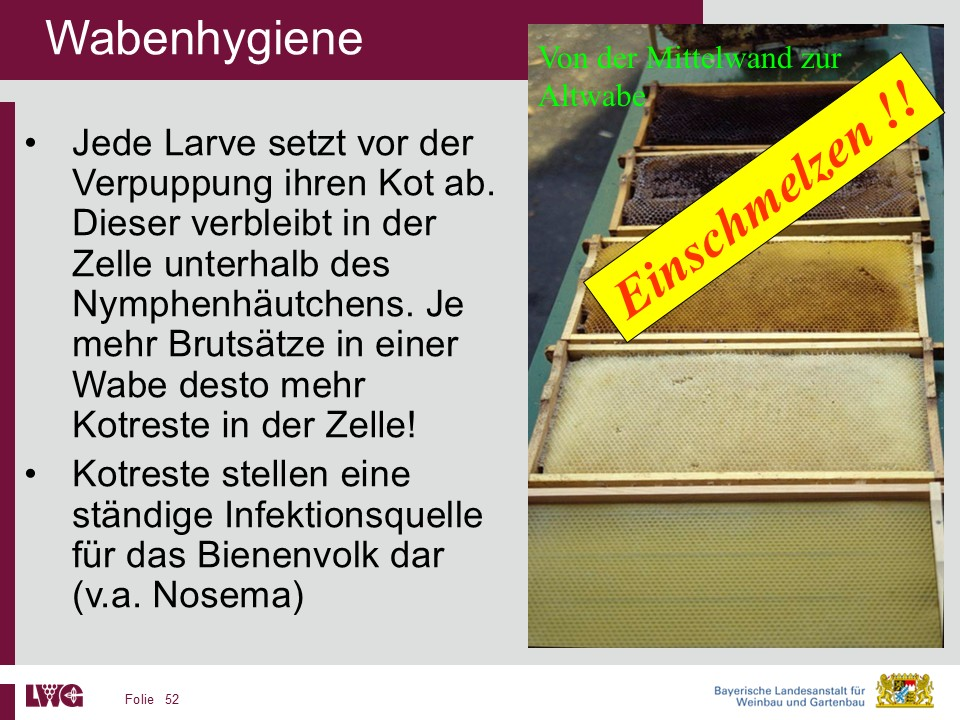 Wabenhygiene
• Jede Larve setzt vor der
Verpuppung ihren Kot ab.
Dieser verbleibt in der
Zelle unterhalb des
Nymphenhäutchens. Je
mehr Brutsätze in einer
Wabe desto mehr
Kotreste in der Zelle!
• Kotreste stellen eine
ständige Infektionsquelle
für das Bienenvolk dar
(v.a. Nosema)
Von der Mittelwand zur
Altwabe
Einschmelzen !!
LWG
Folie 52
Bayerische Landesanstalt für
Weinbau und Gartenbau